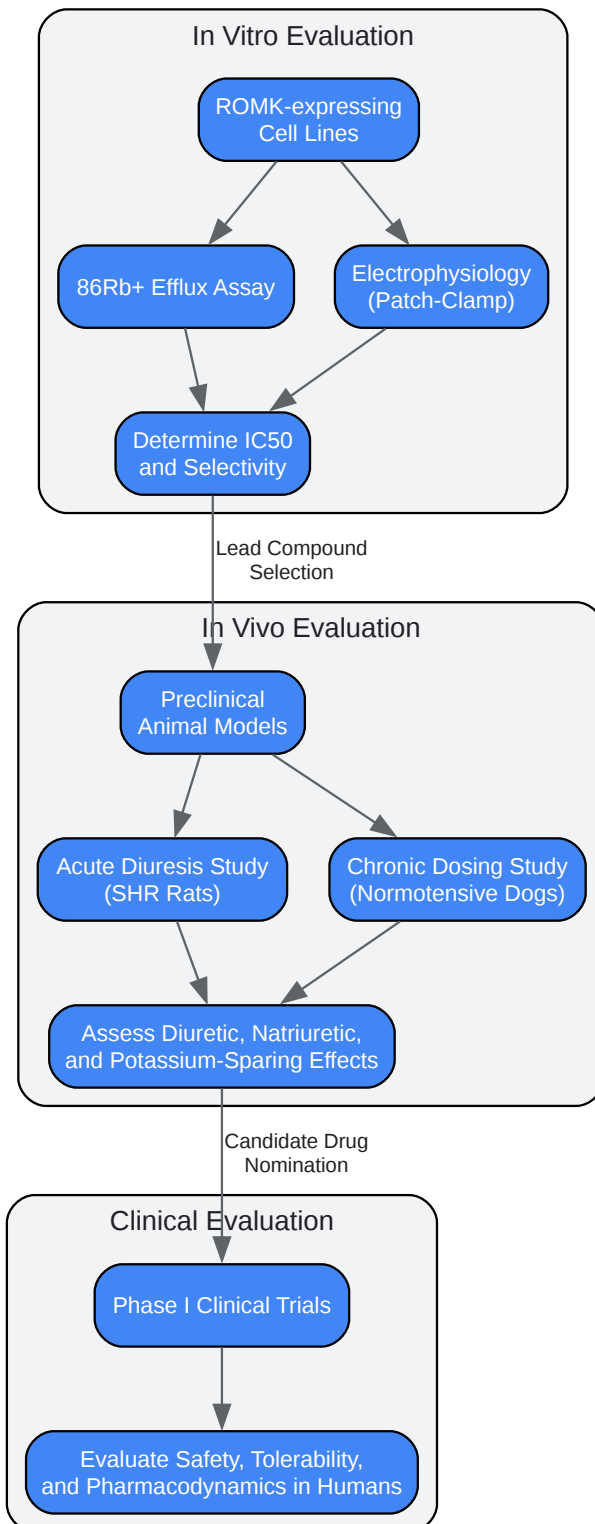 In Vitro Evaluation
ROMK-expressing
Cell Lines
86Rb+ Efflux Assay
Electrophysiology
(Patch-Clamp)
Determine IC50
and Selectivity
Lead Compound
Selection
In Vivo Evaluation
Preclinical
Animal Models
Acute Diuresis Study
(SHR Rats)
Chronic Dosing Study
(Normotensive Dogs)
Assess Diuretic, Natriuretic,
and Potassium-Sparing Effects
Candidate Drug
Nomination
Clinical Evaluation
Phase I Clinical Trials
Evaluate Safety, Tolerability,
and Pharmacodynamics in Humans